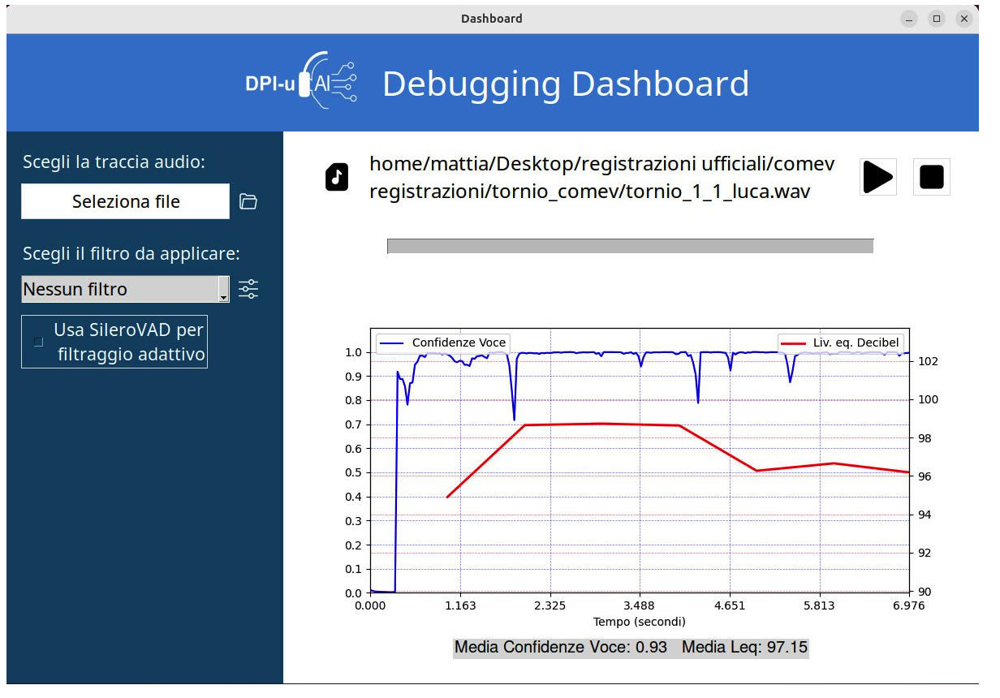 Dashboard
DPI-u AI
Debugging Dashboard
Scegli la traccia audio:
Seleziona file
Scegli il filtro da applicare:
Nessun filtro
Usa SileroVAD per
filtraggio adattivo
home/mattia/Desktop/registrazioni ufficiali/comev
registrazioni/tornio_comev/tornio_1_1_luca.wav
Confidenze Voce
Liv. eq. Decibel
1.0
0.9
0.8
0.7
0.6
0.5
0.4
0.3
0.2
0.1
0.0
102
100
98
96
94
92
90
0.000 1.163 2.325 3.488 4.651 5.813 6.976
Tempo (secondi)
Media Confidenze Voce: 0.93 Media Leq: 97.15